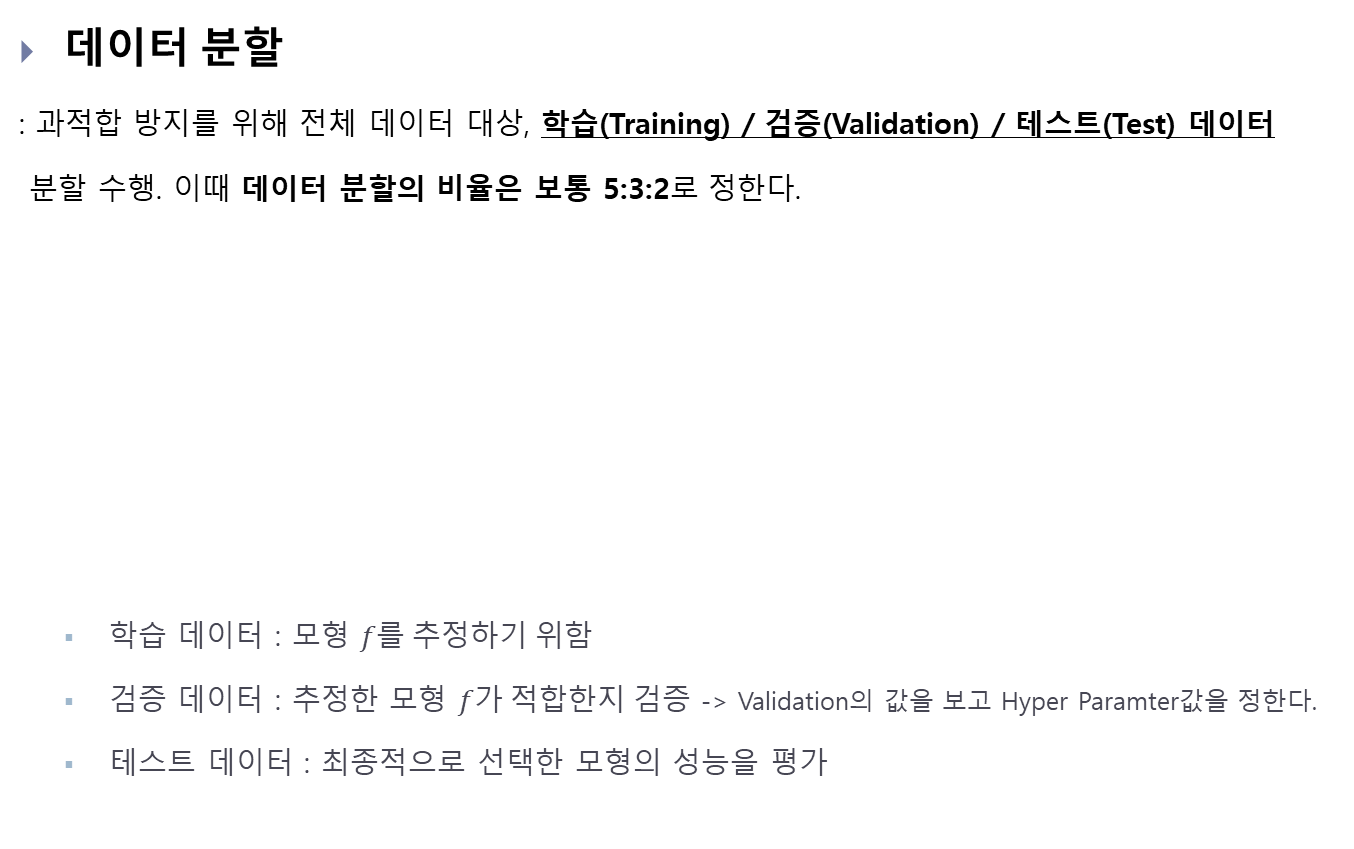 데이터 분할
: 과적합 방지를 위해 전체 데이터 대상, 학습(Training) / 검증(Validation) / 테스트(Test) 데이터
분할 수행. 이때 데이터 분할의 비율은 보통 5:3:2로 정한다.
학습 데이터 : 모형 f를 추정하기 위함
검증 데이터 : 추정한 모형 f가 적합한지 검증 -> Validation의 값을 보고 Hyper Paramter값을 정한다.
테스트 데이터 : 최종적으로 선택한 모형의 성능을 평가